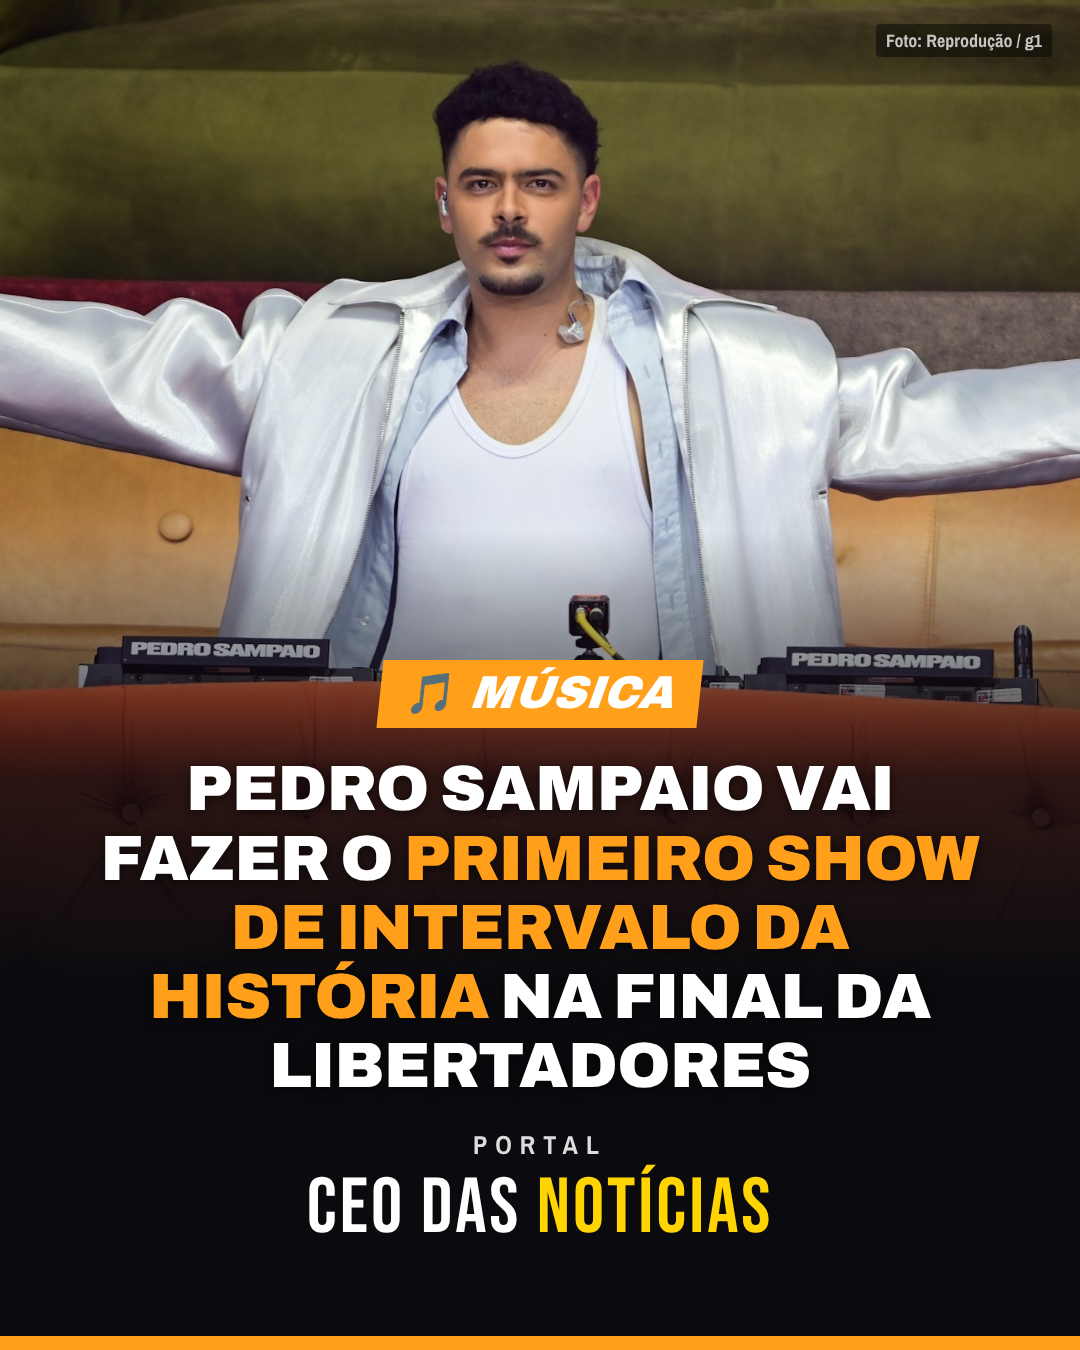 Foto: Reprodução / g1
PEDRO SAMPAIO
PEDRO SAMPAIO
🎵 MÚSICA
PEDRO SAMPAIO VAI
FAZER O PRIMEIRO SHOW
DE INTERVALO DA
HISTÓRIA NA FINAL DA
LIBERTADORES
PORTAL
CEO DAS NOTÍCIAS